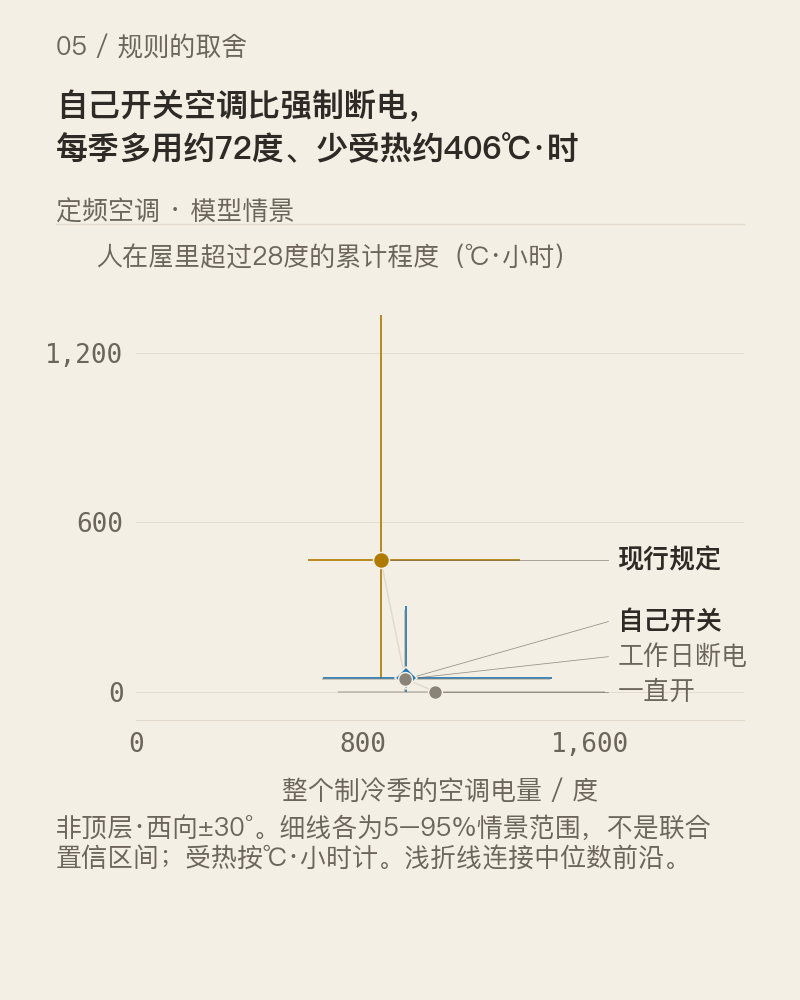 05 / 规则的取舍
自己开关空调比强制断电，
每季多用约72度、少受热约406℃·时
定频空调 · 模型情景
人在屋里超过28度的累计程度（℃·小时）
1,200
600
现行规定
自己开关
工作日断电
0
一直开
0
800
1,600
整个制冷季的空调电量 / 度
非顶层·西向±30°。细线各为5—95%情景范围，不是联合
置信区间；受热按℃·小时计。浅折线连接中位数前沿。